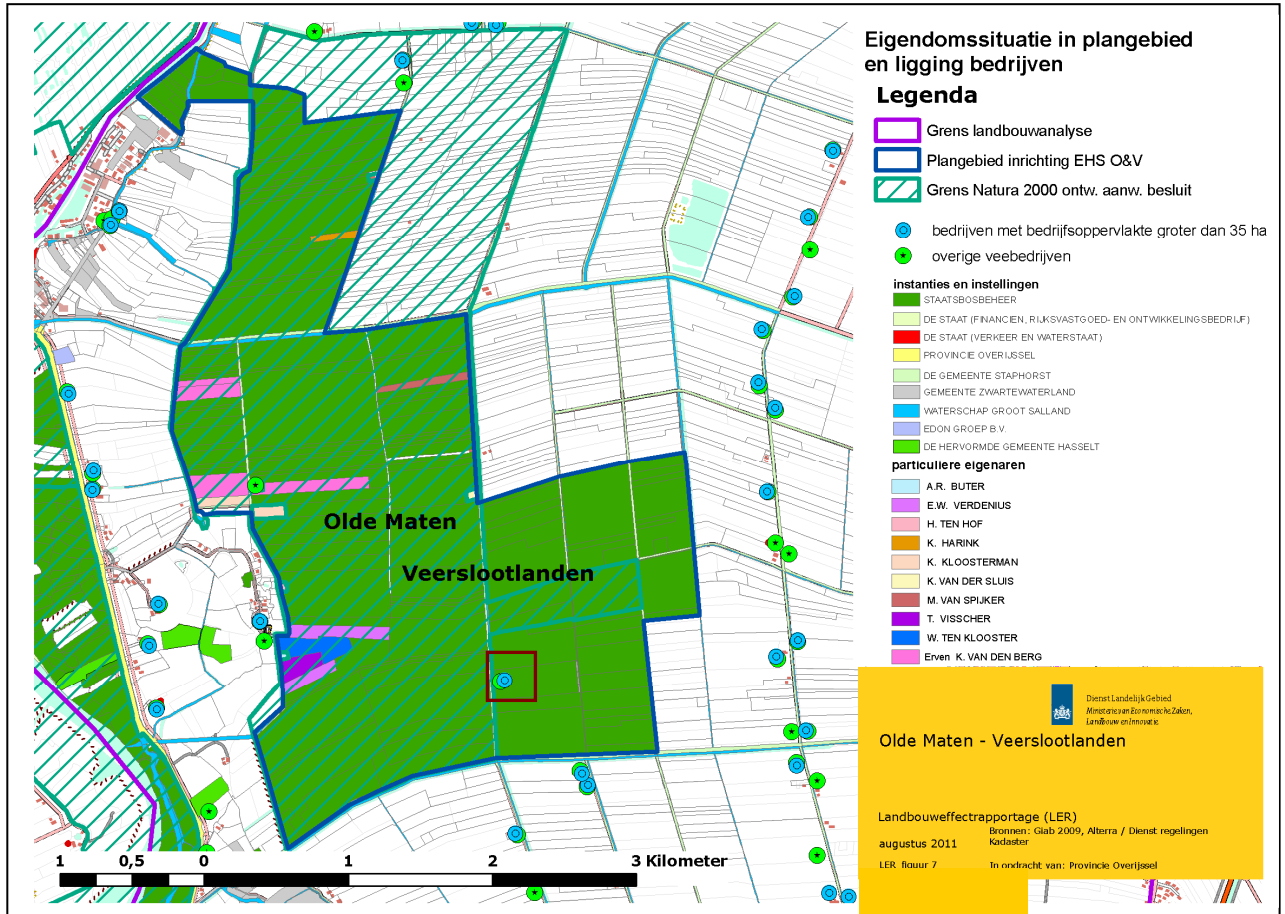 Eigendomssituatie in plangebied
en ligging bedrijven
Legenda
Grens landbouwanalyse
Plangebied inrichting EHS O&V
Grens Natura 2000 ontw. aanw. besluit
bedrijven met bedrijfsoppervlakte groter dan 35 ha
overige veebedrijven
instanties en instellingen
STAATSBOSBEHEER
DE STAAT (FINANCIEN, RIJKSVASTGOED- EN ONTWIKKELINGSBEDRIJF)
DE STAAT (VERKEER EN WATERSTAAT)
PROVINCIE OVERIJSSEL
DE GEMEENTE STAPHORST
GEMEENTE ZWARTEWATERLAND
WATERSCHAP GROOT SALLAND
EDON GROEP B.V.
DE HERVORMDE GEMEENTE HASSELT
particuliere eigenaren
A.R. BUTER
E.W. VERDENIUS
H. TEN HOF
K. HARINK
K. KLOOSTERMAN
K. VAN DER SLUIS
M. VAN SPIJKER
T. VISSCHER
W. TEN KLOOSTER
Erven K. VAN DEN BERG
Olde Maten
Veerslootlanden
Dienst Landelijk Gebied
Ministerie van Economische Zaken,
Landbouw en Innovatie
Olde Maten - Veerslootlanden
Landbouweffectrapportage (LER)
Bronnen: Giab 2009, Alterra / Dienst regelingen
Kadaster
augustus 2011
LER figuur 7
In opdracht van: Provincie Overijssel
1 0,5 0 1 2 3 Kilometer